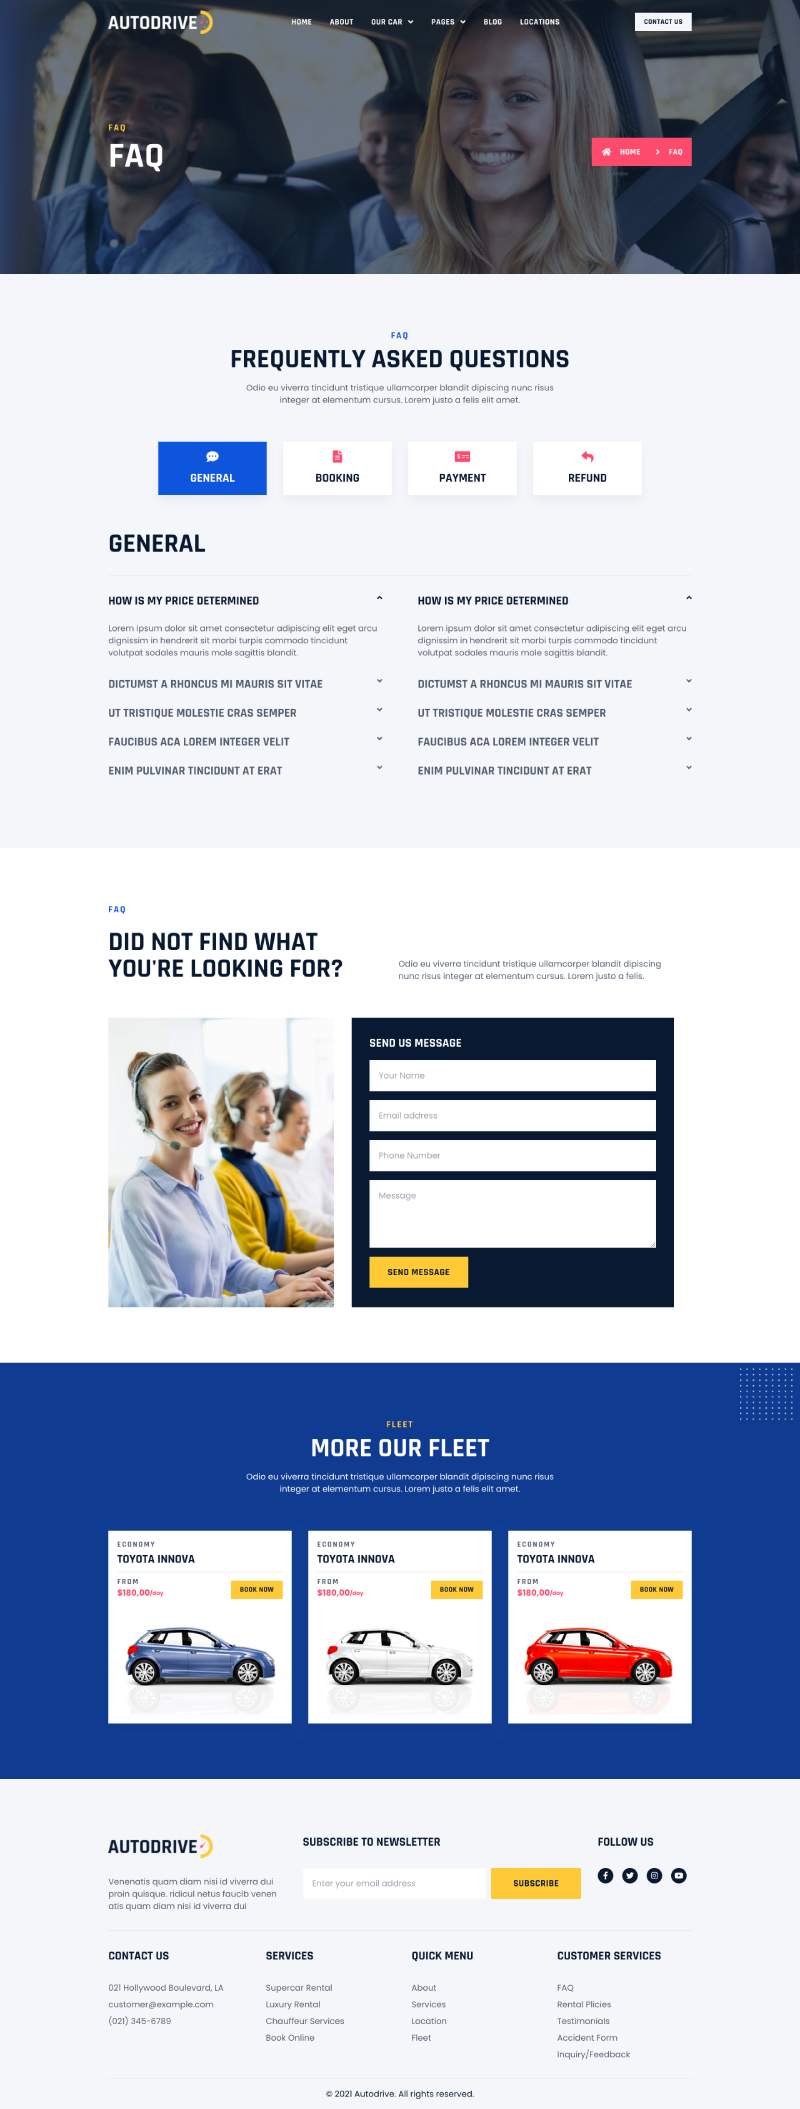 AUTODRIVE
HOME ABOUT OUR CAR PAGES BLOG LOCATIONS
CONTACT US
FAQ
FAQ
HOME FAQ
FAQ
FREQUENTLY ASKED QUESTIONS
Odio eu viverra tincidunt tristique ullamcorper blandit dipiscing nunc risus
integer at elementum cursus. Lorem justo a felis elit amet.
GENERAL
BOOKING
PAYMENT
REFUND
GENERAL
HOW IS MY PRICE DETERMINED
Lorem ipsum dolor sit amet consectetur adipiscing elit eget arcu
dignissim in hendrerit sit morbi turpis commodo tincidunt
volutpat sodales mauris mole sagittis blandit.
DICTUMST A RHONCUS MI MAURIS SIT VITAE
UT TRISTIQUE MOLESTIE CRAS SEMPER
FAUCIBUS ACA LOREM INTEGER VELIT
ENIM PULVINAR TINCIDUNT AT ERAT
HOW IS MY PRICE DETERMINED
Lorem ipsum dolor sit amet consectetur adipiscing elit eget arcu
dignissim in hendrerit sit morbi turpis commodo tincidunt
volutpat sodales mauris mole sagittis blandit.
DICTUMST A RHONCUS MI MAURIS SIT VITAE
UT TRISTIQUE MOLESTIE CRAS SEMPER
FAUCIBUS ACA LOREM INTEGER VELIT
ENIM PULVINAR TINCIDUNT AT ERAT
FAQ
DID NOT FIND WHAT
YOU'RE LOOKING FOR?
Odio eu viverra tincidunt tristique ullamcorper blandit dipiscing
nunc risus integer at elementum cursus. Lorem justo a felis.
SEND US MESSAGE
Your Name
Email address
Phone Number
Message
SEND MESSAGE
FLEET
MORE OUR FLEET
Odio eu viverra tincidunt tristique ullamcorper blandit dipiscing nunc risus
integer at elementum cursus. Lorem justo a felis elit amet.
ECONOMY
TOYOTA INNOVA
FROM
$180,00/day
BOOK NOW
ECONOMY
TOYOTA INNOVA
FROM
$180,00/day
BOOK NOW
ECONOMY
TOYOTA INNOVA
FROM
$180,00/day
BOOK NOW
AUTODRIVE
Venenatis quam diam nisi id viverra dui
proin quisque. ridicul netus faucib venen
atis quam diam nisi id viverra dui
SUBSCRIBE TO NEWSLETTER
Enter your email address
SUBSCRIBE
FOLLOW US
CONTACT US
021 Hollywood Boulevard, LA
customer@example.com
(021) 345-6789
SERVICES
Supercar Rental
Luxury Rental
Chauffeur Services
Book Online
QUICK MENU
About
Services
Location
Fleet
CUSTOMER SERVICES
FAQ
Rental Plicies
Testimonials
Accident Form
Inquiry/Feedback
© 2021 Autodrive. All rights reserved.